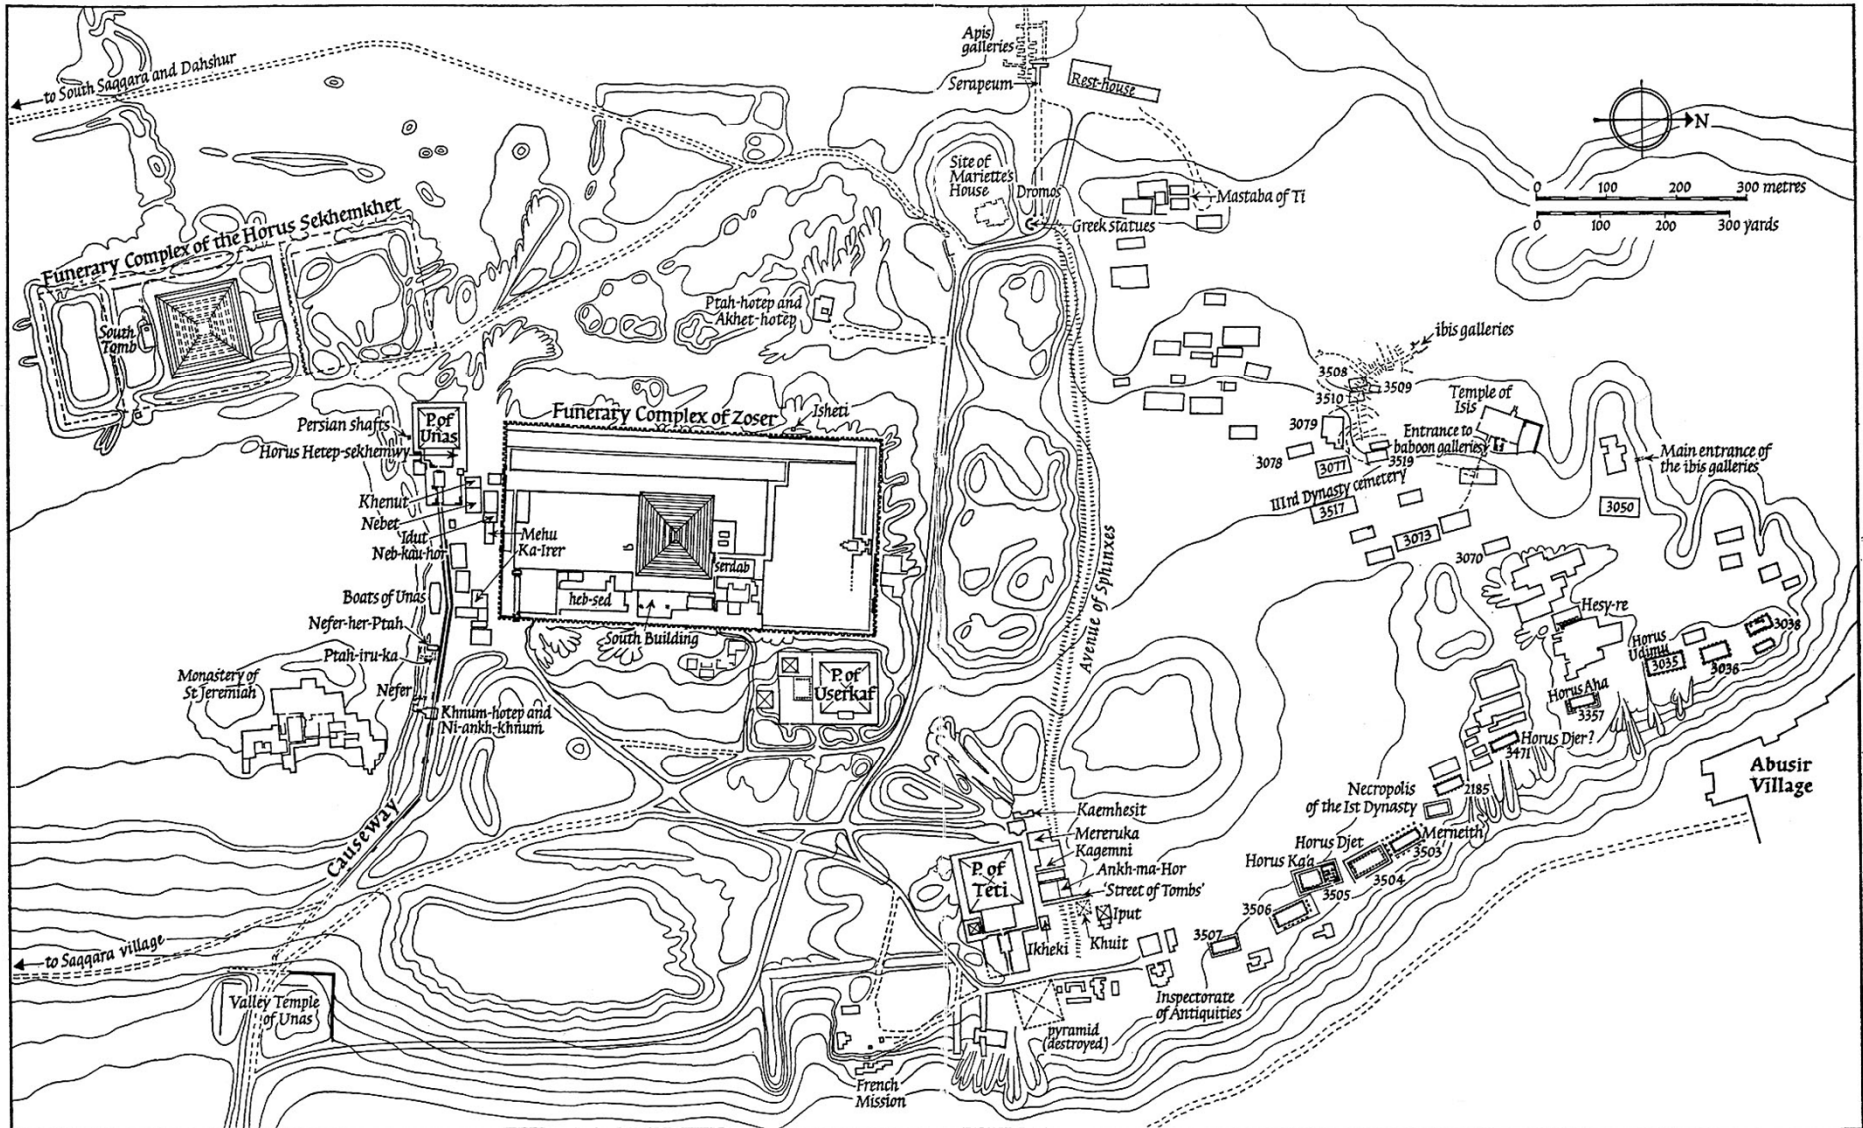 to South Saqqara and Dahshur
Apis
galleries
Serapeum
Rest-house
N
0 100 200 300 metres
0 100 200 300 yards
Site of
Mariette's
House
Dromos
Mastaba of Ti
Greek statues
Funerary Complex of the Horus Sekhemkhet
South
Tomb
Ptah-hotep and
Akhet-hotep
ibis galleries
3508
3509
3510
Temple of
Isis
3079
Entrance to
baboon galleries
3519
3078
3077
Main entrance of
the ibis galleries
IIIrd Dynasty cemetery
3517
3050
3073
3070
Persian shafts
P. of
Unas
Horus Hetep-sekhemwy
Funerary Complex of Zoser
Isheti
Khenut
Nebet
Idut
Neb-kau-hor
Mehu
Ka-Irer
serdab
heb-sed
South Building
Boats of Unas
Nefer-her-Ptah
Ptah-iru-ka
Monastery of
St Jeremiah
Nefer
Khnum-hotep and
Ni-ankh-khnum
P. of
Userkaf
Avenue of Sphinxes
Hesy-re
Horus
Udimu
3035
3038
3036
Horus Aha
3357
Horus Djer?
3471
Abusir
Village
Necropolis
of the Ist Dynasty
2185
Merneith
3503
Horus Djet
3504
Horus Ka'a
3505
3506
3507
Causeway
Kaemhesit
Mereruka
Kagemni
Ankh-ma-Hor
'Street of Tombs'
P. of
Teti
Iput
Khuit
Ikheki
to Saqqara village
Valley Temple
of Unas
Inspectorate
of Antiquities
pyramid
(destroyed)
French
Mission